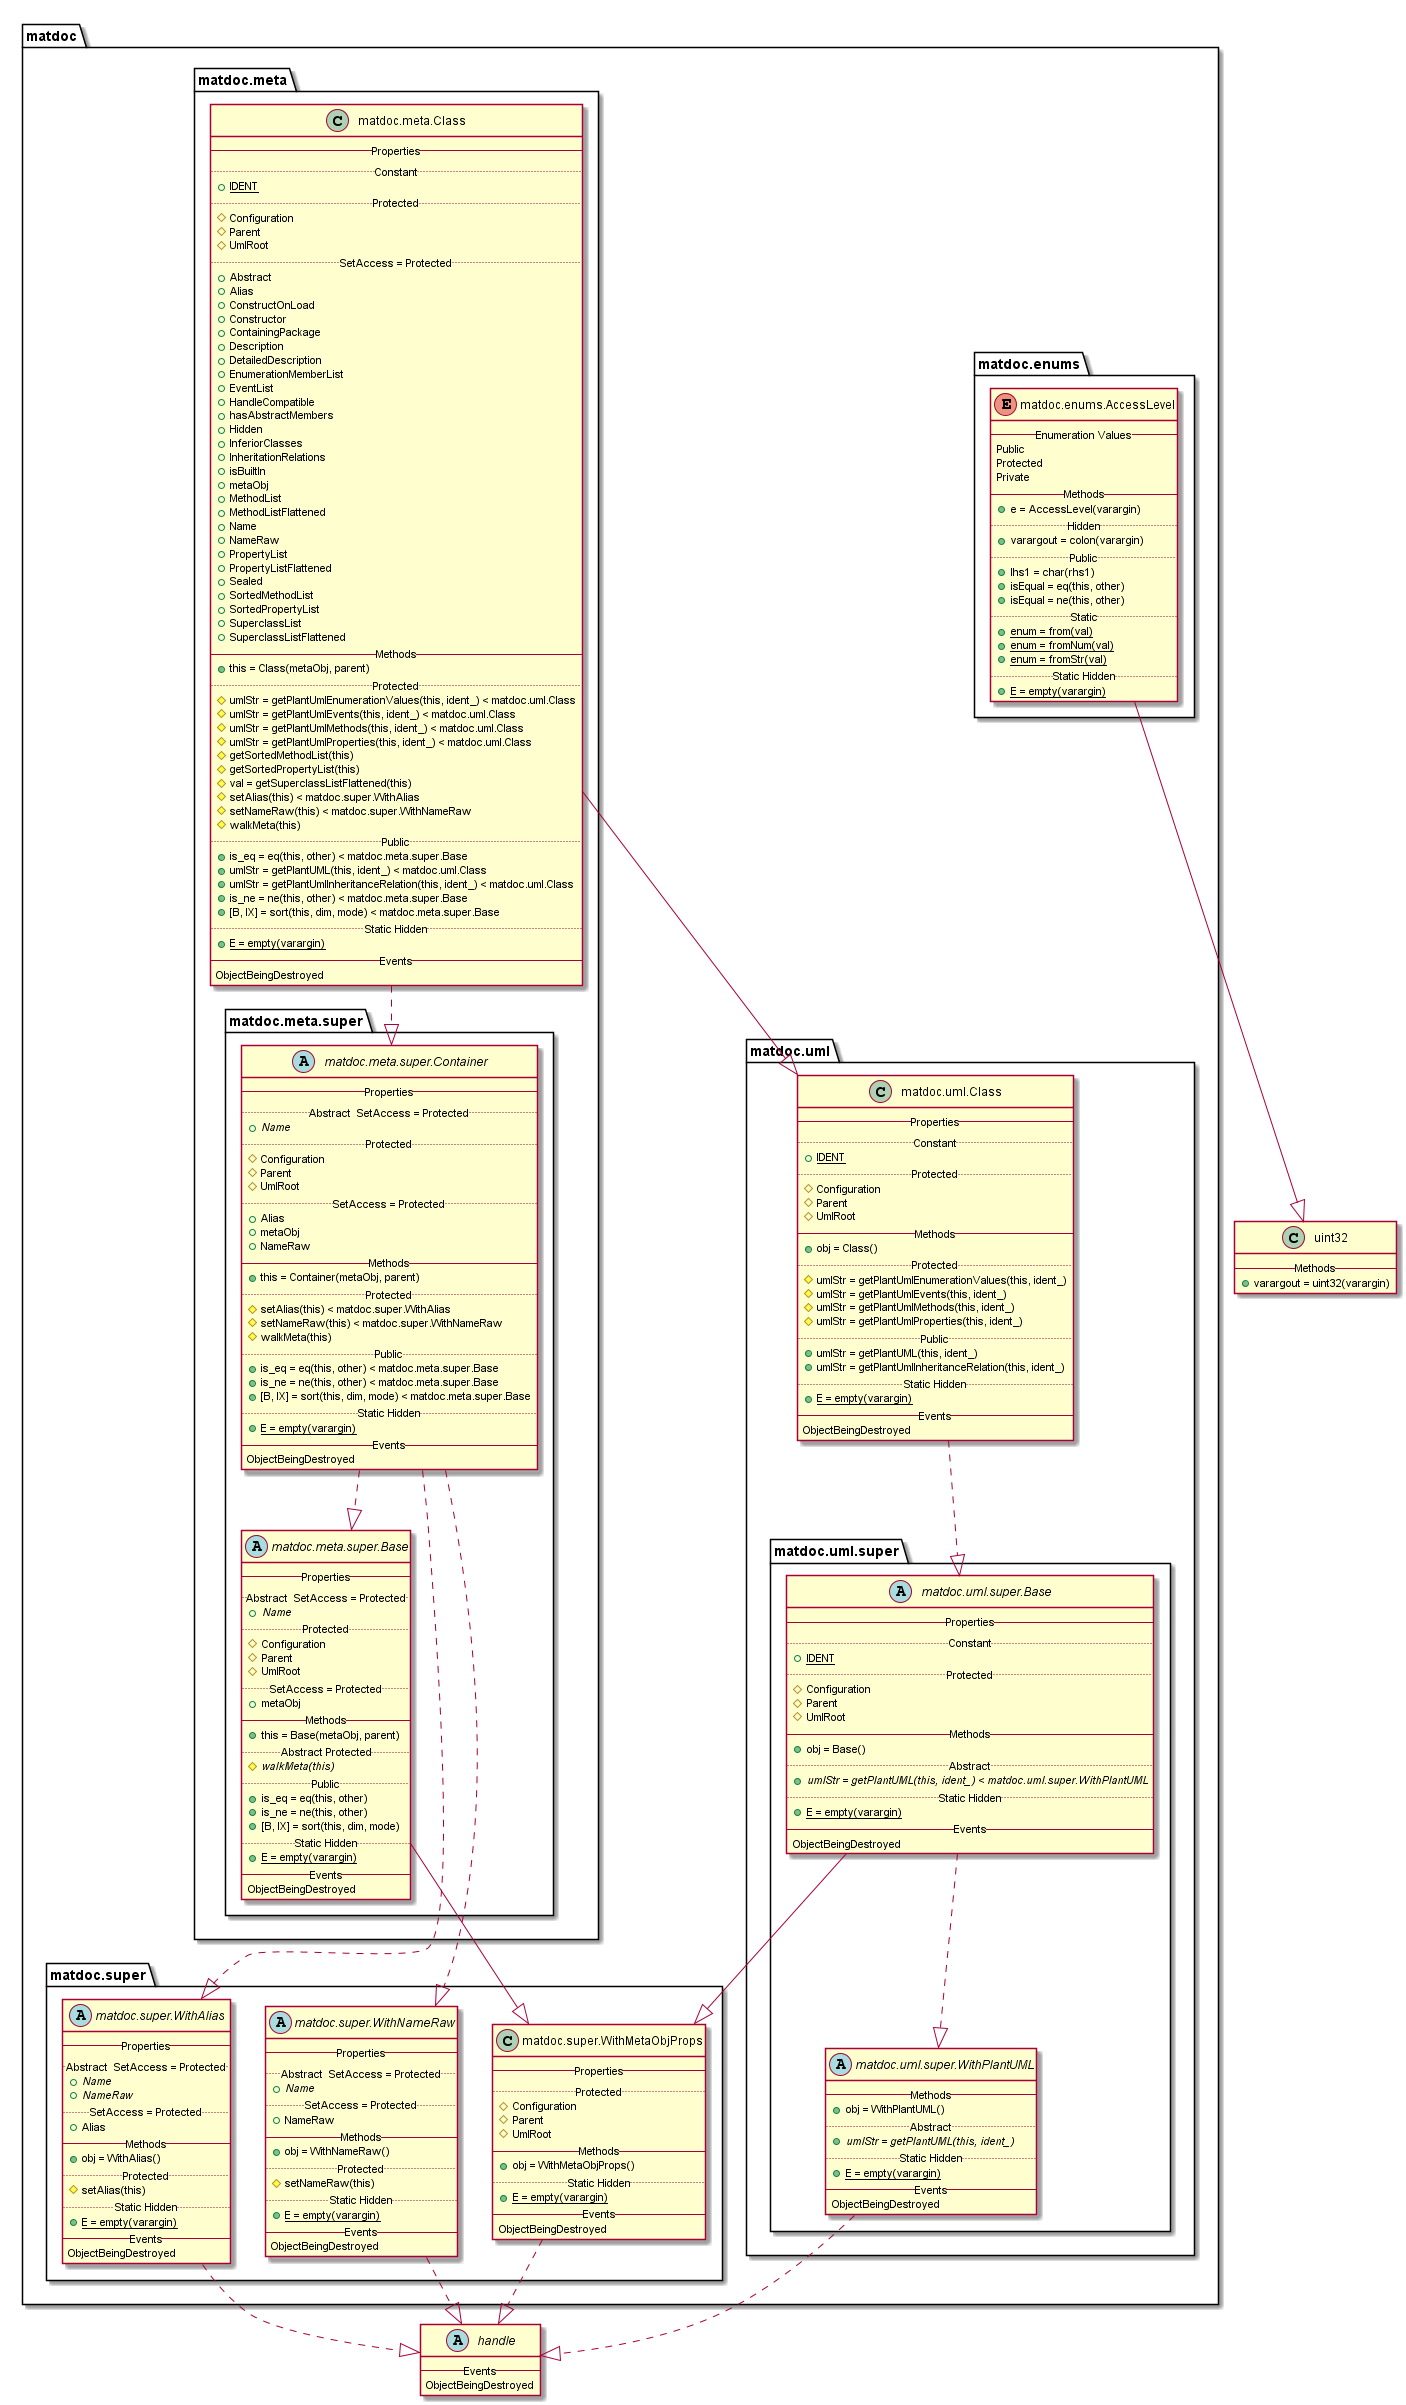 matdoc
matdoc.meta
matdoc.meta.Class
Properties
Constant
IDENT
Protected
Configuration
Parent
UmlRoot
SetAccess = Protected
Abstract
Alias
ConstructOnLoad
Constructor
ContainingPackage
Description
DetailedDescription
EnumerationMemberList
EventList
HandleCompatible
hasAbstractMembers
Hidden
InferiorClasses
InheritationRelations
isBuiltIn
metaObj
MethodList
MethodListFlattened
Name
NameRaw
PropertyList
PropertyListFlattened
Sealed
SortedMethodList
SortedPropertyList
SuperclassList
SuperclassListFlattened
Methods
this = Class(metaObj, parent)
Protected
umlStr = getPlantUmlEnumerationValues(this, ident_) < matdoc.uml.Class
umlStr = getPlantUmlEvents(this, ident_) < matdoc.uml.Class
umlStr = getPlantUmlMethods(this, ident_) < matdoc.uml.Class
umlStr = getPlantUmlProperties(this, ident_) < matdoc.uml.Class
getSortedMethodList(this)
getSortedPropertyList(this)
val = getSuperclassListFlattened(this)
setAlias(this) < matdoc.super.WithAlias
setNameRaw(this) < matdoc.super.WithNameRaw
walkMeta(this)
Public
is_eq = eq(this, other) < matdoc.meta.super.Base
umlStr = getPlantUML(this, ident_) < matdoc.uml.Class
umlStr = getPlantUmlInheritanceRelation(this, ident_) < matdoc.uml.Class
is_ne = ne(this, other) < matdoc.meta.super.Base
[B, IX] = sort(this, dim, mode) < matdoc.meta.super.Base
Static Hidden
E = empty(varargin)
Events
ObjectBeingDestroyed
matdoc.enums
matdoc.enums.AccessLevel
Enumeration Values
Public
Protected
Private
Methods
e = AccessLevel(varargin)
Hidden
varargout = colon(varargin)
Public
lhs1 = char(rhs1)
isEqual = eq(this, other)
isEqual = ne(this, other)
Static
enum = from(val)
enum = fromNum(val)
enum = fromStr(val)
Static Hidden
E = empty(varargin)
matdoc.meta.super
matdoc.meta.super.Container
Properties
Abstract  SetAccess = Protected
Name
Protected
Configuration
Parent
UmlRoot
SetAccess = Protected
Alias
metaObj
NameRaw
Methods
this = Container(metaObj, parent)
Protected
setAlias(this) < matdoc.super.WithAlias
setNameRaw(this) < matdoc.super.WithNameRaw
walkMeta(this)
Public
is_eq = eq(this, other) < matdoc.meta.super.Base
is_ne = ne(this, other) < matdoc.meta.super.Base
[B, IX] = sort(this, dim, mode) < matdoc.meta.super.Base
Static Hidden
E = empty(varargin)
Events
ObjectBeingDestroyed
matdoc.uml
matdoc.uml.Class
Properties
Constant
IDENT
Protected
Configuration
Parent
UmlRoot
Methods
obj = Class()
Protected
umlStr = getPlantUmlEnumerationValues(this, ident_)
umlStr = getPlantUmlEvents(this, ident_)
umlStr = getPlantUmlMethods(this, ident_)
umlStr = getPlantUmlProperties(this, ident_)
Public
umlStr = getPlantUML(this, ident_)
umlStr = getPlantUmlInheritanceRelation(this, ident_)
Static Hidden
E = empty(varargin)
Events
ObjectBeingDestroyed
uint32
Methods
varargout = uint32(varargin)
matdoc.meta.super.Base
Properties
Abstract  SetAccess = Protected
Name
Protected
Configuration
Parent
UmlRoot
SetAccess = Protected
metaObj
Methods
this = Base(metaObj, parent)
Abstract Protected
walkMeta(this)
Public
is_eq = eq(this, other)
is_ne = ne(this, other)
[B, IX] = sort(this, dim, mode)
Static Hidden
E = empty(varargin)
Events
ObjectBeingDestroyed
matdoc.uml.super
matdoc.uml.super.Base
Properties
Constant
IDENT
Protected
Configuration
Parent
UmlRoot
Methods
obj = Base()
Abstract
umlStr = getPlantUML(this, ident_) < matdoc.uml.super.WithPlantUML
Static Hidden
E = empty(varargin)
Events
ObjectBeingDestroyed
matdoc.super
matdoc.super.WithAlias
Properties
Abstract  SetAccess = Protected
Name
NameRaw
SetAccess = Protected
Alias
Methods
obj = WithAlias()
Protected
setAlias(this)
Static Hidden
E = empty(varargin)
Events
ObjectBeingDestroyed
matdoc.super.WithNameRaw
Properties
Abstract  SetAccess = Protected
Name
SetAccess = Protected
NameRaw
Methods
obj = WithNameRaw()
Protected
setNameRaw(this)
Static Hidden
E = empty(varargin)
Events
ObjectBeingDestroyed
matdoc.super.WithMetaObjProps
Properties
Protected
Configuration
Parent
UmlRoot
Methods
obj = WithMetaObjProps()
Static Hidden
E = empty(varargin)
Events
ObjectBeingDestroyed
matdoc.uml.super.WithPlantUML
Methods
obj = WithPlantUML()
Abstract
umlStr = getPlantUML(this, ident_)
Static Hidden
E = empty(varargin)
Events
ObjectBeingDestroyed
handle
Events
ObjectBeingDestroyed